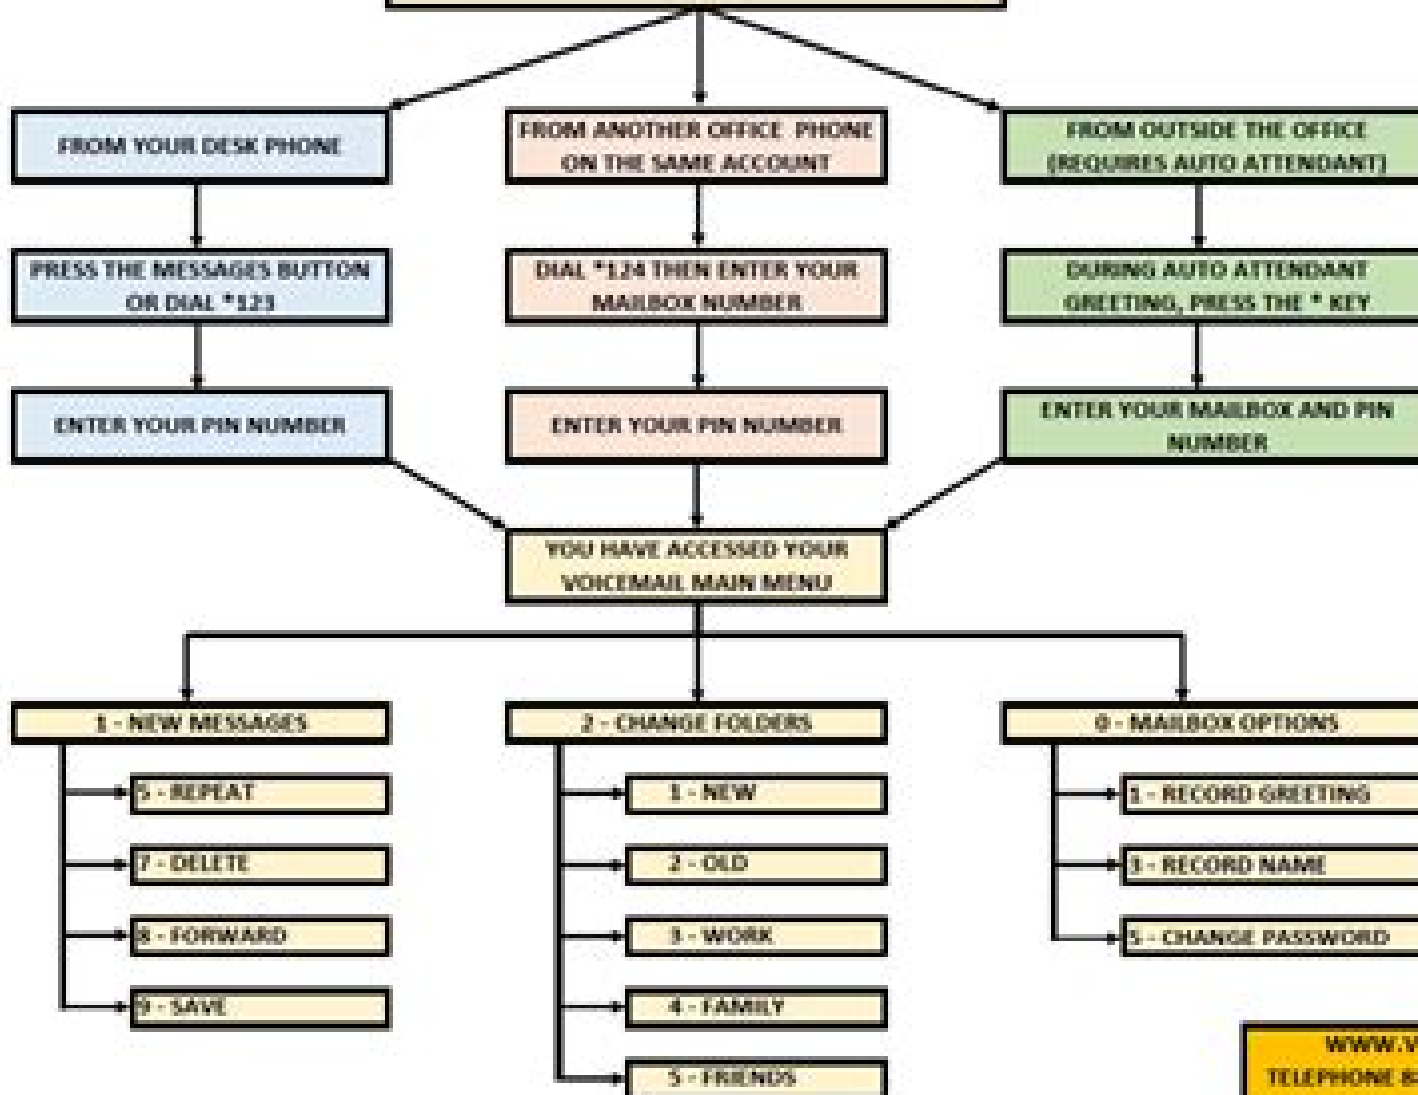 FROM YOUR DESK PHONE
FROM ANOTHER OFFICE PHONE
ON THE SAME ACCOUNT
FROM OUTSIDE THE OFFICE
(REQUIRES AUTO ATTENDANT)
PRESS THE MESSAGES BUTTON
OR DIAL *123
DIAL *124 THEN ENTER YOUR
MAILBOX NUMBER
DURING AUTO ATTENDANT
GREETING, PRESS THE * KEY
ENTER YOUR PIN NUMBER
ENTER YOUR PIN NUMBER
ENTER YOUR MAILBOX AND PIN
NUMBER
YOU HAVE ACCESSED YOUR
VOICEMAIL MAIN MENU
1 - NEW MESSAGES
5 - REPEAT
7 - DELETE
8 - FORWARD
9 - SAVE
2 - CHANGE FOLDERS
1 - NEW
2 - OLD
3 - WORK
4 - FAMILY
5 - FRIENDS
0 - MAILBOX OPTIONS
1 - RECORD GREETING
3 - RECORD NAME
5 - CHANGE PASSWORD
WWW.V
TELEPHONE 8